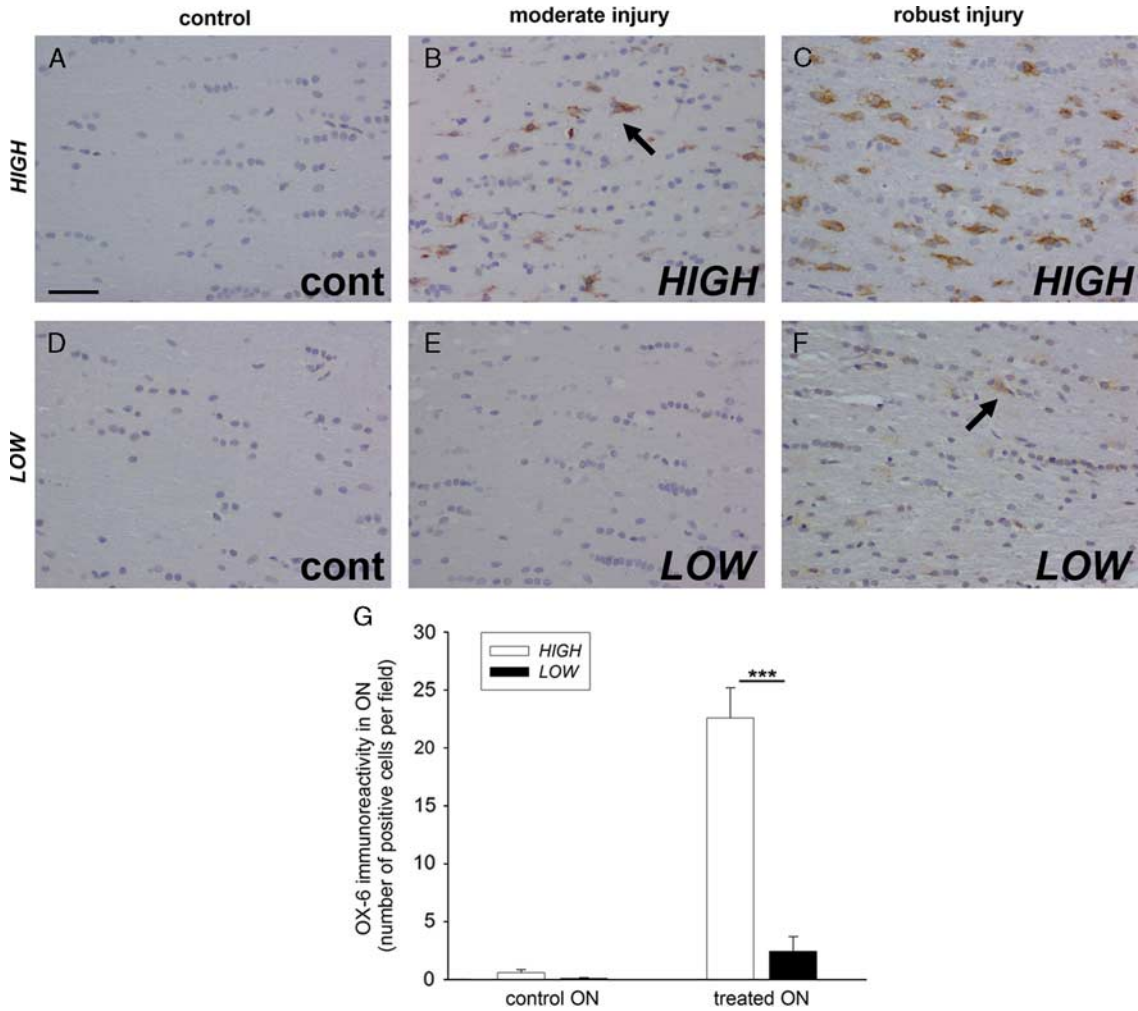 control
moderate injury
robust injury
HIGH
A
cont
B
HIGH
C
HIGH
LOW
D
cont
E
LOW
F
LOW
G
OX-6 immunoreactivity in ON
(number of positive cells per field)
30
25
20
15
10
5
0
HIGH
LOW
***
control ON
treated ON